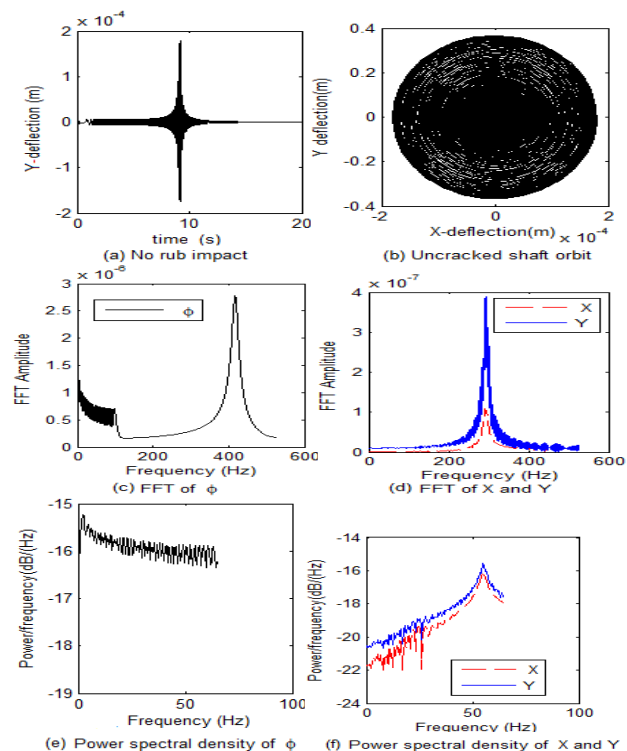 × 10⁻⁴
2
1
0
-1
-2
0
10
20
Y-deflection (m)
time (s)
(a) No rub impact
0.4
0.2
0
-0.2
-0.4
-2
0
2
Y deflection(m)
X-deflection(m)
× 10⁻⁴
(b) Uncracked shaft orbit
× 10⁻⁶
3
2.5
2
1.5
1
0.5
0
0
200
400
600
FFT Amplitude
ϕ
Frequency (Hz)
(c) FFT of ϕ
× 10⁻⁷
4
3
2
1
0
0
200
400
600
FFT Amplitude
X
Y
Frequency (Hz)
(d) FFT of X and Y
-15
-16
-17
-18
-19
0
50
100
Power/frequency(dB/(Hz)
Frequency (Hz)
(e) Power spectral density of ϕ
-14
-16
-18
-20
-22
-24
0
50
100
Power/frequency(dB/(Hz)
X
Y
Frequency (Hz)
(f) Power spectral density of X and Y